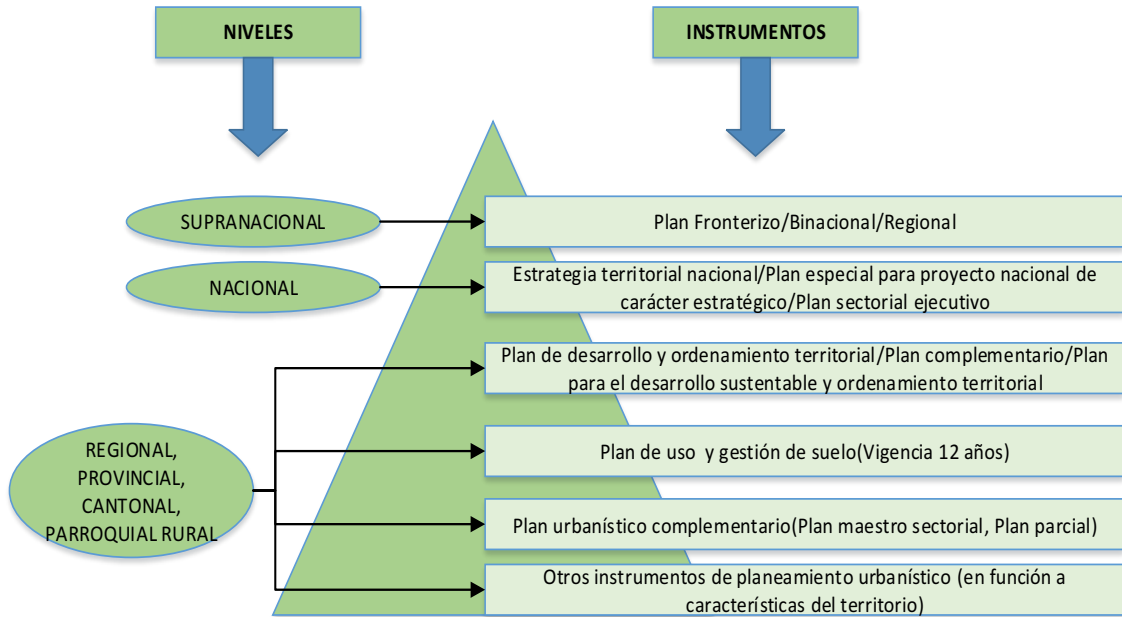 NIVELES
INSTRUMENTOS
SUPRANACIONAL
Plan Fronterizo/Binacional/Regional
NACIONAL
Estrategia territorial nacional/Plan especial para proyecto nacional de
carácter estratégico/Plan sectorial ejecutivo
REGIONAL,
PROVINCIAL,
CANTONAL,
PARROQUIAL RURAL
Plan de desarrollo y ordenamiento territorial/Plan complementario/Plan
para el desarrollo sustentable y ordenamiento territorial
Plan de uso y gestión de suelo(Vigencia 12 años)
Plan urbanístico complementario(Plan maestro sectorial, Plan parcial)
Otros instrumentos de planeamiento urbanístico (en función a
características del territorio)